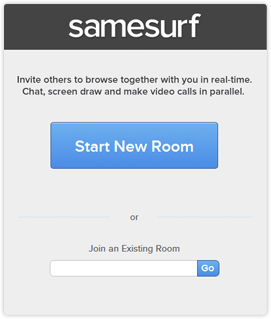 samesurf
Invite others to browse together with you in real-time.
Chat, screen draw and make video calls in parallel.
Start New Room
or
Join an Existing Room
Go